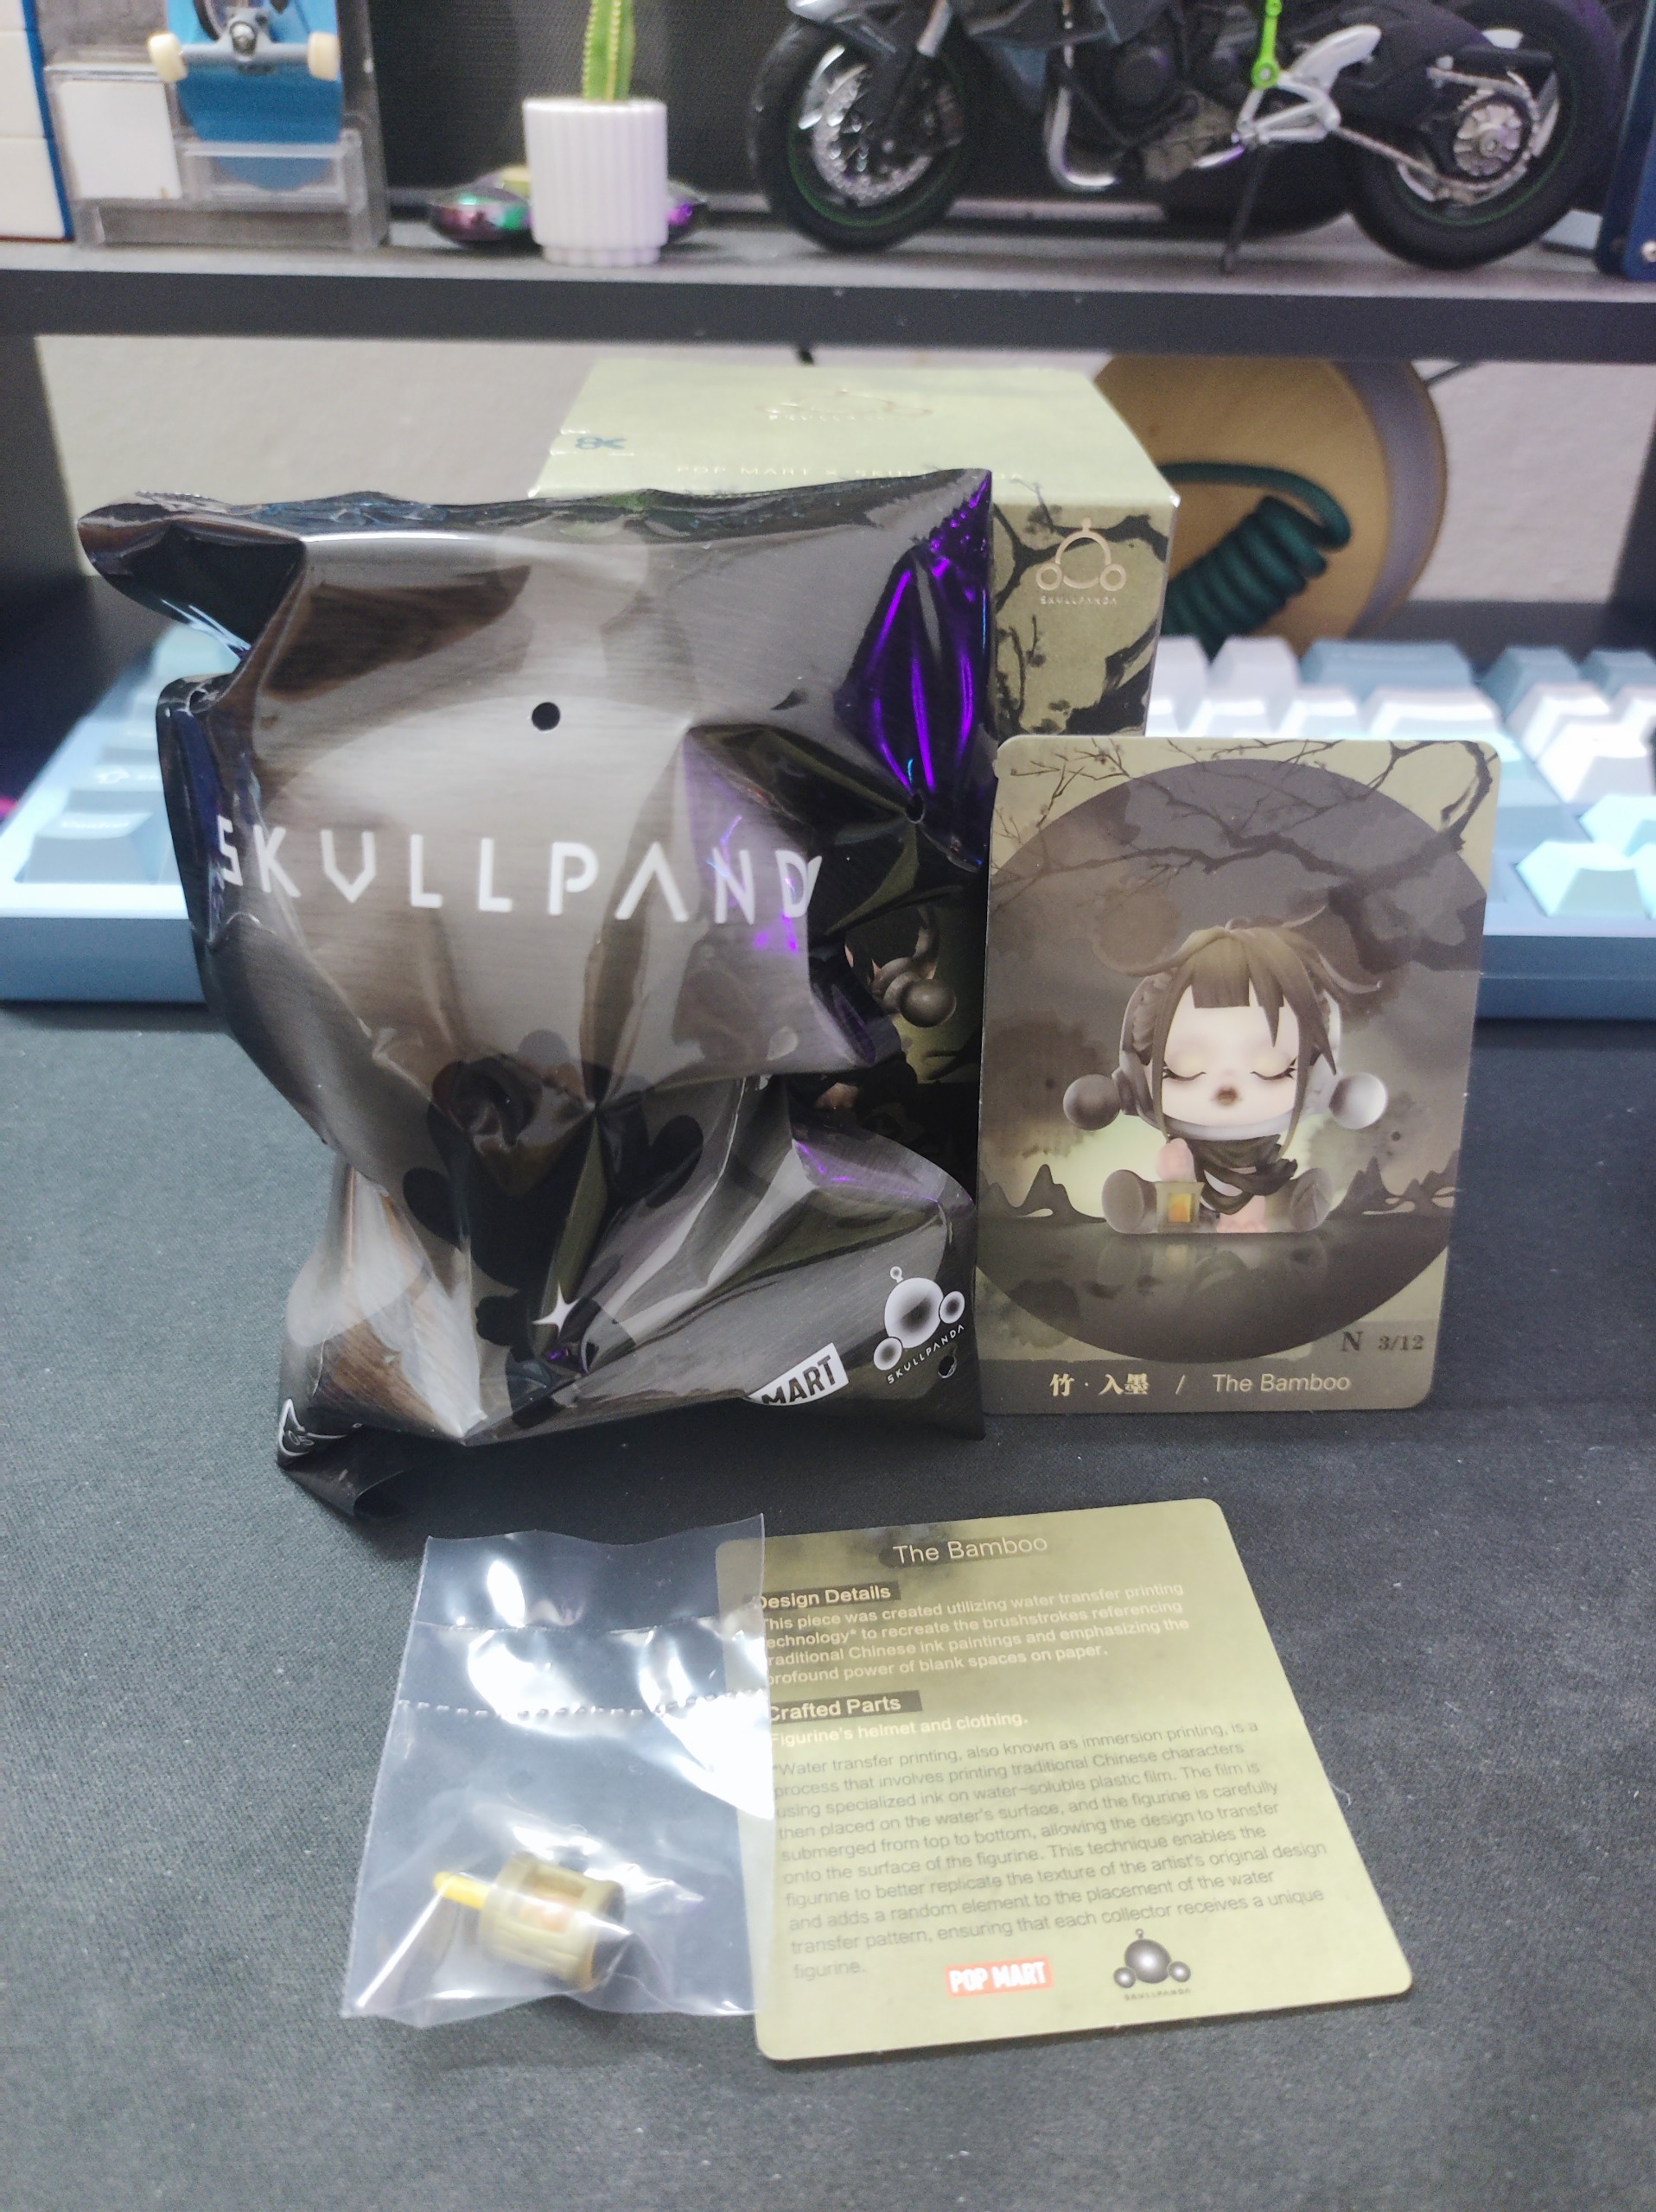 POP MART × SKULLPANDA
SKULLPANDA
SKULLPAND
MART
SKULLPANDA
N 3/12
竹·入墨 / The Bamboo
The Bamboo
Design Details
This piece was created utilizing water transfer printing
technology* to recreate the brushstrokes referencing
traditional Chinese ink paintings and emphasizing the
profound power of blank spaces on paper.
Crafted Parts
Figurine's helmet and clothing.
*Water transfer printing, also known as immersion printing, is a
process that involves printing traditional Chinese characters
using specialized ink on water-soluble plastic film. The film is
then placed on the water's surface, and the figurine is carefully
submerged from top to bottom, allowing the design to transfer
onto the surface of the figurine. This technique enables the
figurine to better replicate the texture of the artist's original design
and adds a random element to the placement of the water
transfer pattern, ensuring that each collector receives a unique
figurine.
POP MART
SKULLPANDA